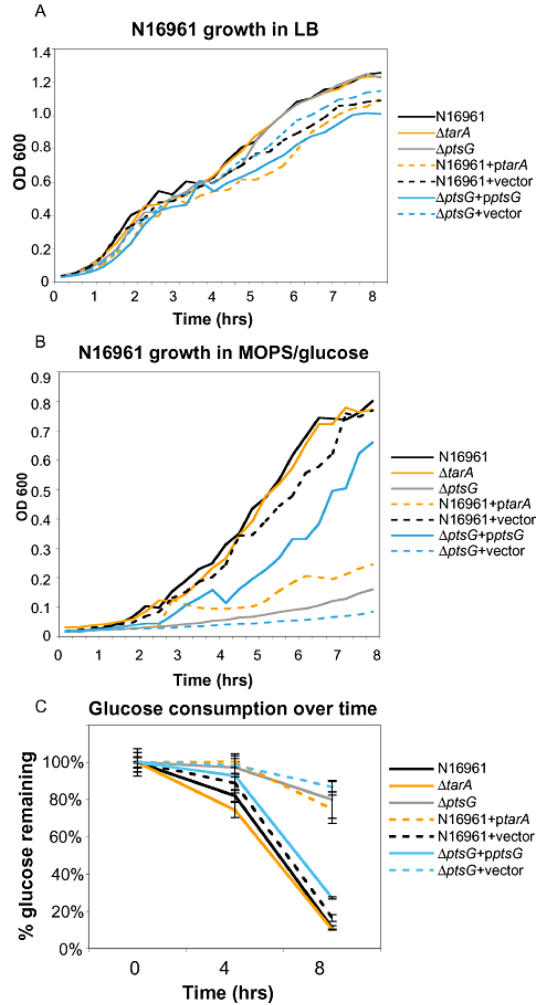 A
N16961 growth in LB
1.4
1.2
1.0
0.8
0.6
0.4
0.2
0
OD 600
0 1 2 3 4 5 6 7 8
Time (hrs)
N16961
ΔtarA
ΔptsG
N16961+ptarA
N16961+vector
ΔptsG+pptsG
ΔptsG+vector
B
N16961 growth in MOPS/glucose
0.9
0.8
0.7
0.6
0.5
0.4
0.3
0.2
0.1
0
OD 600
0 1 2 3 4 5 6 7 8
Time (hrs)
N16961
ΔtarA
ΔptsG
N16961+ptarA
N16961+vector
ΔptsG+pptsG
ΔptsG+vector
C
Glucose consumption over time
100%
80%
60%
40%
20%
0%
% glucose remaining
0 4 8
Time (hrs)
N16961
ΔtarA
ΔptsG
N16961+ptarA
N16961+vector
ΔptsG+pptsG
ΔptsG+vector